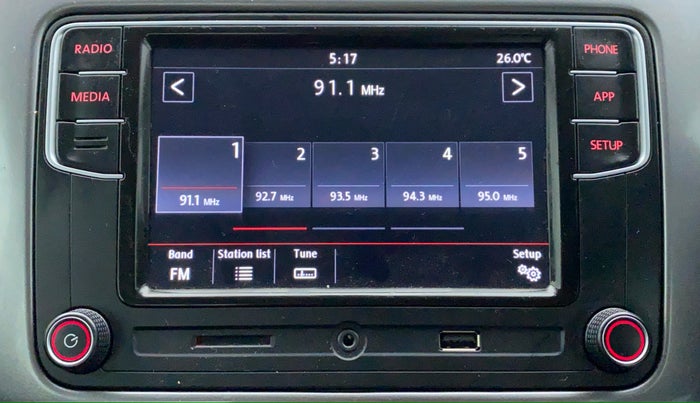 RADIO
MEDIA
5:17
26.0°C
<
91.1 MHz
>
PHONE
APP
SETUP
1
2
3
4
5
91.1 MHz
92.7 MHz
93.5 MHz
94.3 MHz
95.0 MHz
Band
FM
Station list
Tune
Setup